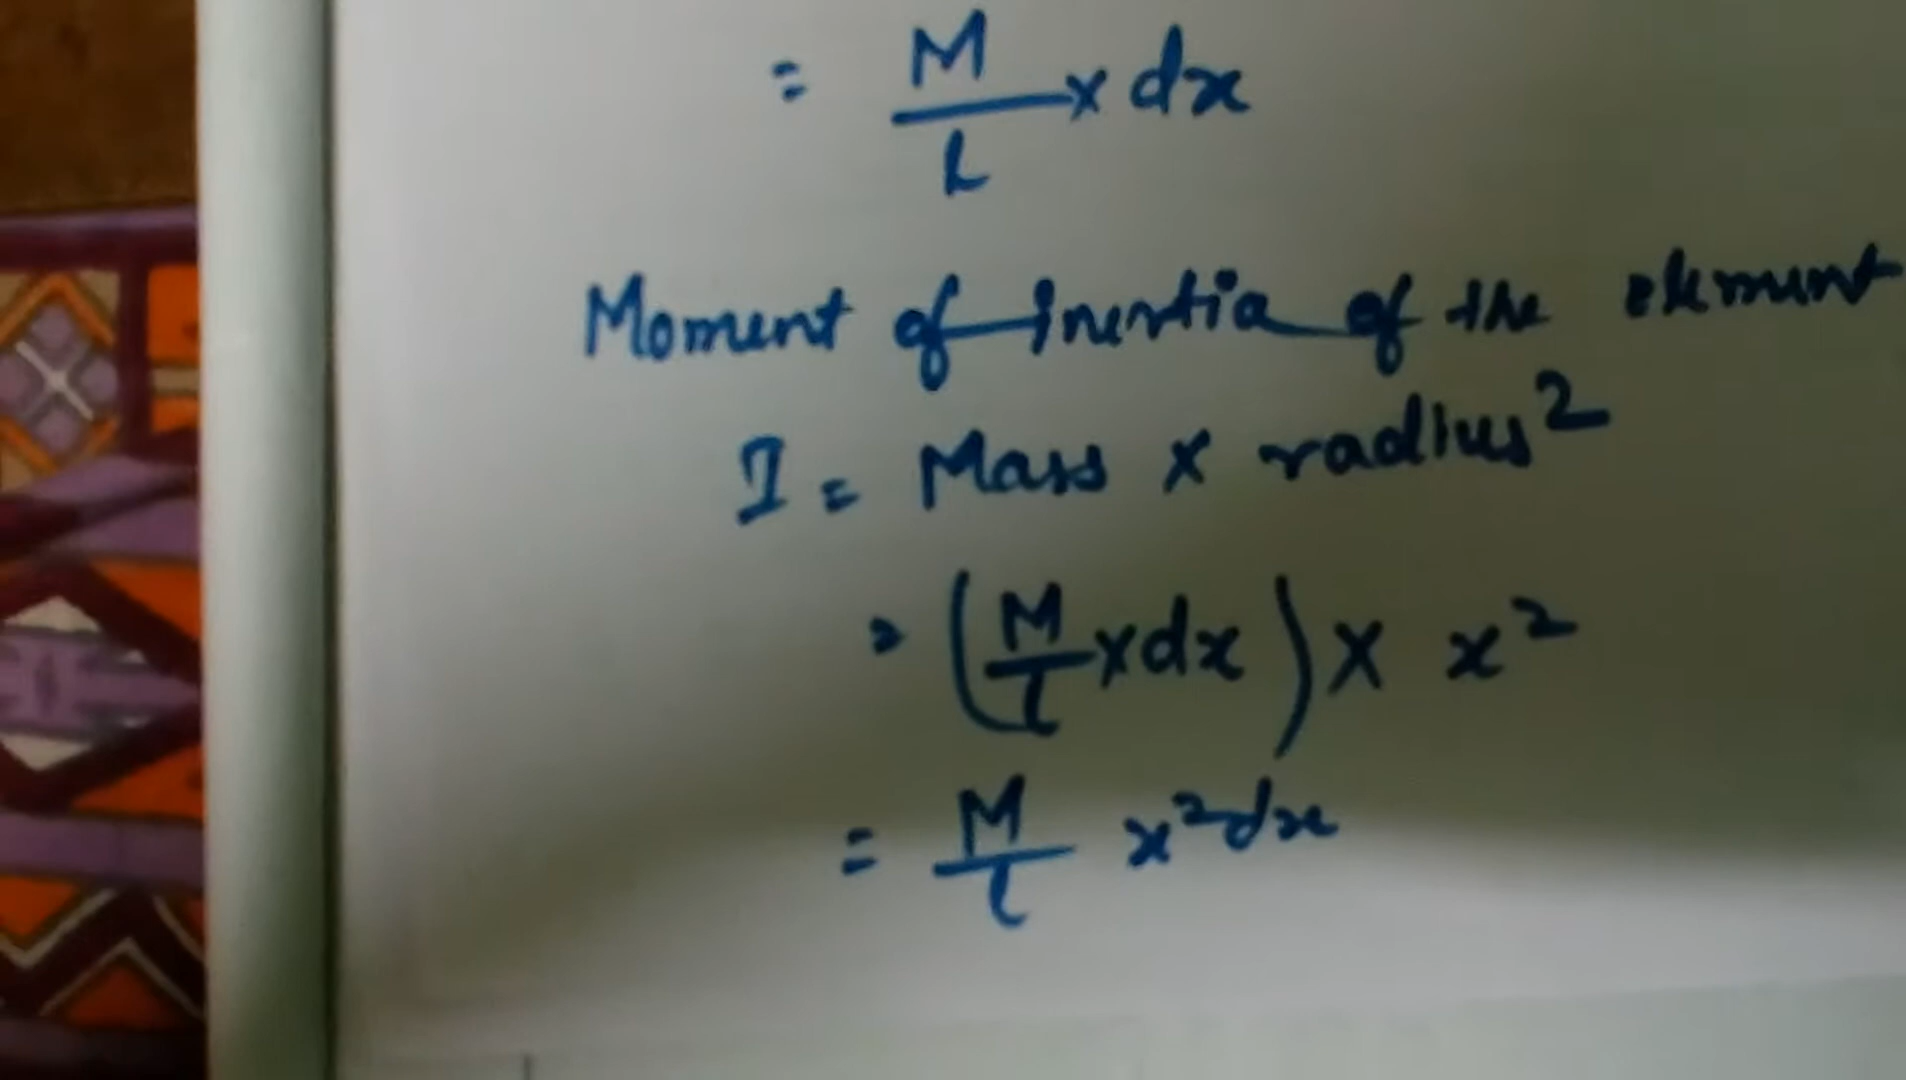 = M/L × dx
Moment of inertia of the element
I = Mass × radius²
= (M/L × dx) × x²
= M/L x²dx